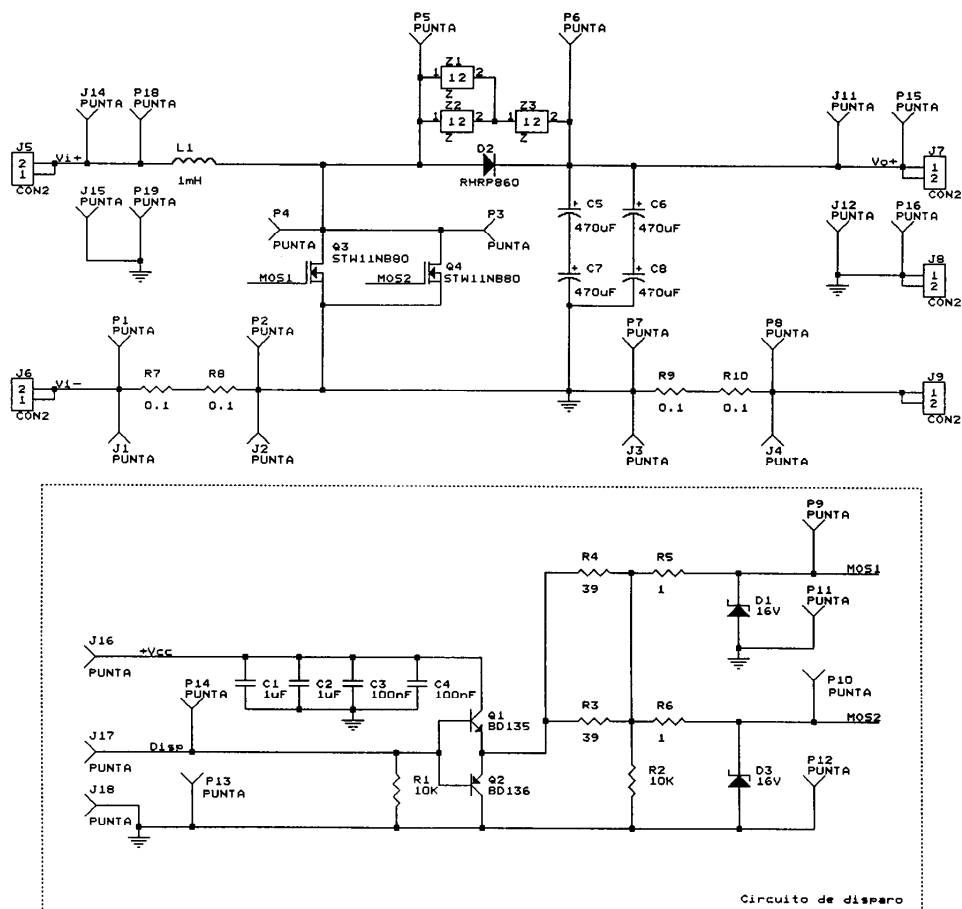 P5
PUNTA
P6
PUNTA
Z1
1 12 2
Z
Z2
1 12 2
Z
Z3
1 12 2
Z
J14
PUNTA
P18
PUNTA
J11
PUNTA
P15
PUNTA
J5
2
1
CON2
Vi+
L1
1mH
D2
RHRP860
Vo+
J7
1
2
CON2
J15
PUNTA
P19
PUNTA
P4
PUNTA
P3
PUNTA
Q3
STW11NB80
MOS1
Q4
STW11NB80
MOS2
+ C5
470uF
+ C6
470uF
+ C7
470uF
+ C8
470uF
J12
PUNTA
P16
PUNTA
J8
1
2
CON2
P1
PUNTA
P2
PUNTA
P7
PUNTA
P8
PUNTA
J6
2
1
CON2
Vi-
R7
0.1
R8
0.1
R9
0.1
R10
0.1
J9
1
2
CON2
J1
PUNTA
J2
PUNTA
J3
PUNTA
J4
PUNTA
P9
PUNTA
R4
39
R5
1
MOS1
D1
16V
P11
PUNTA
J16
PUNTA
+Vcc
C1
1uF
C2
1uF
C3
100nF
C4
100nF
P14
PUNTA
Q1
BD135
R3
39
R6
1
P10
PUNTA
MOS2
J17
PUNTA
Disp
P13
PUNTA
R1
10K
Q2
BD136
R2
10K
D3
16V
P12
PUNTA
J18
PUNTA
Circuito de disparo